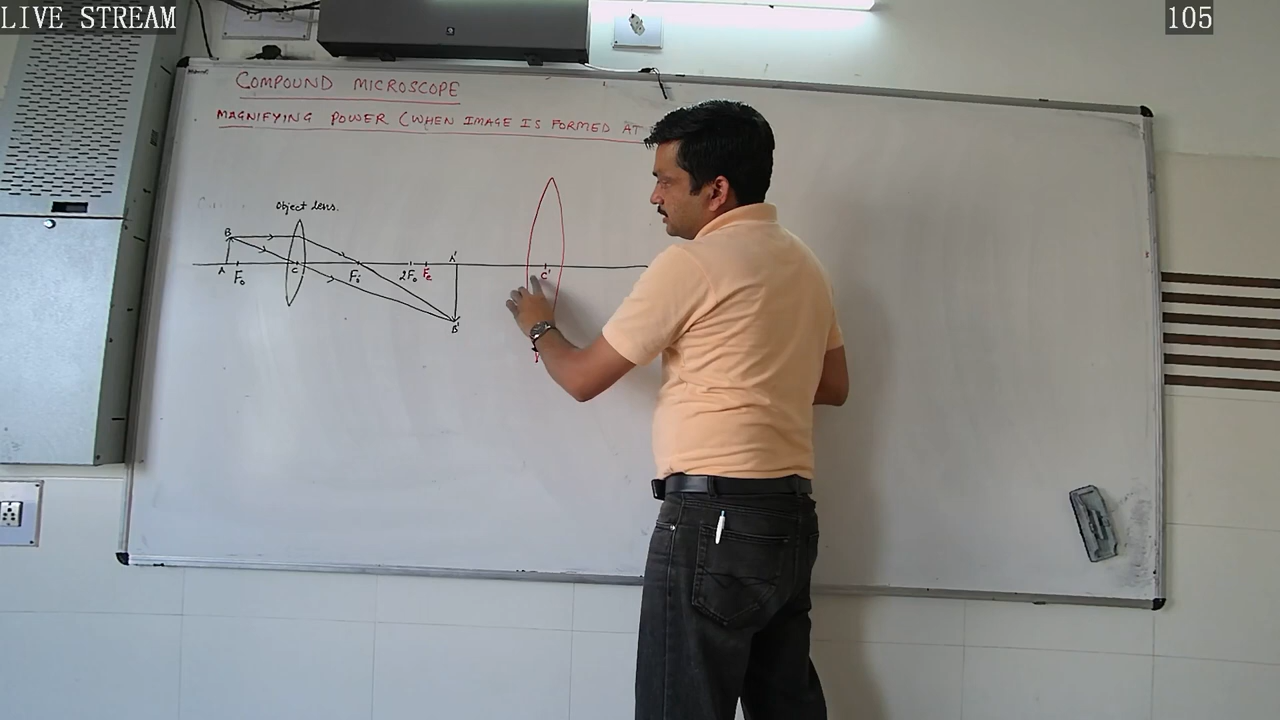 LIVE STREAM
105
COMPOUND MICROSCOPE
MAGNIFYING POWER (WHEN IMAGE IS FORMED AT
Object lens.
B
A'
A
F₀
C
F₀
2F₀
Fe
C'
B'